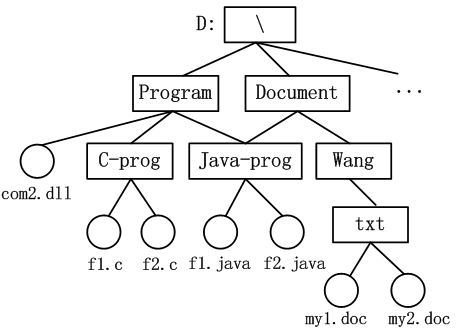 D: \
Program Document ...
C-prog Java-prog Wang
com2.dll
txt
f1.c f2.c f1.java f2.java
my1.doc my2.doc